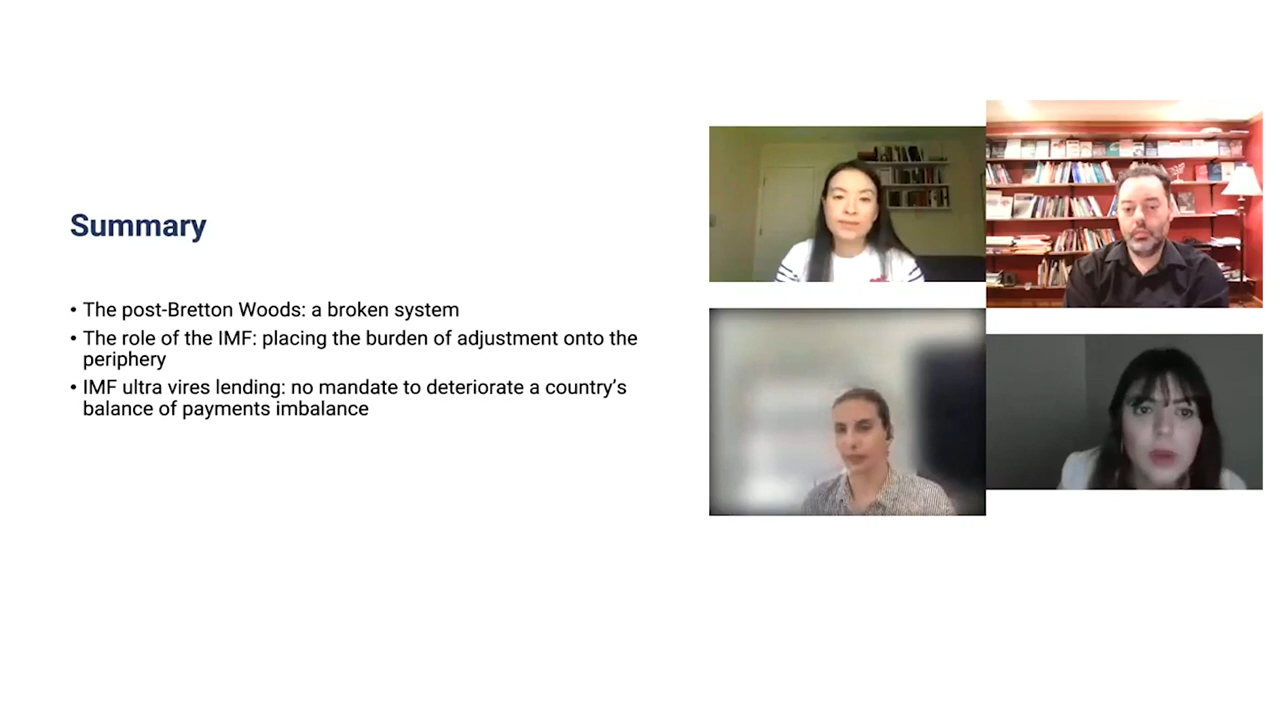 Summary
• The post-Bretton Woods: a broken system
• The role of the IMF: placing the burden of adjustment onto the
periphery
• IMF ultra vires lending: no mandate to deteriorate a country’s
balance of payments imbalance